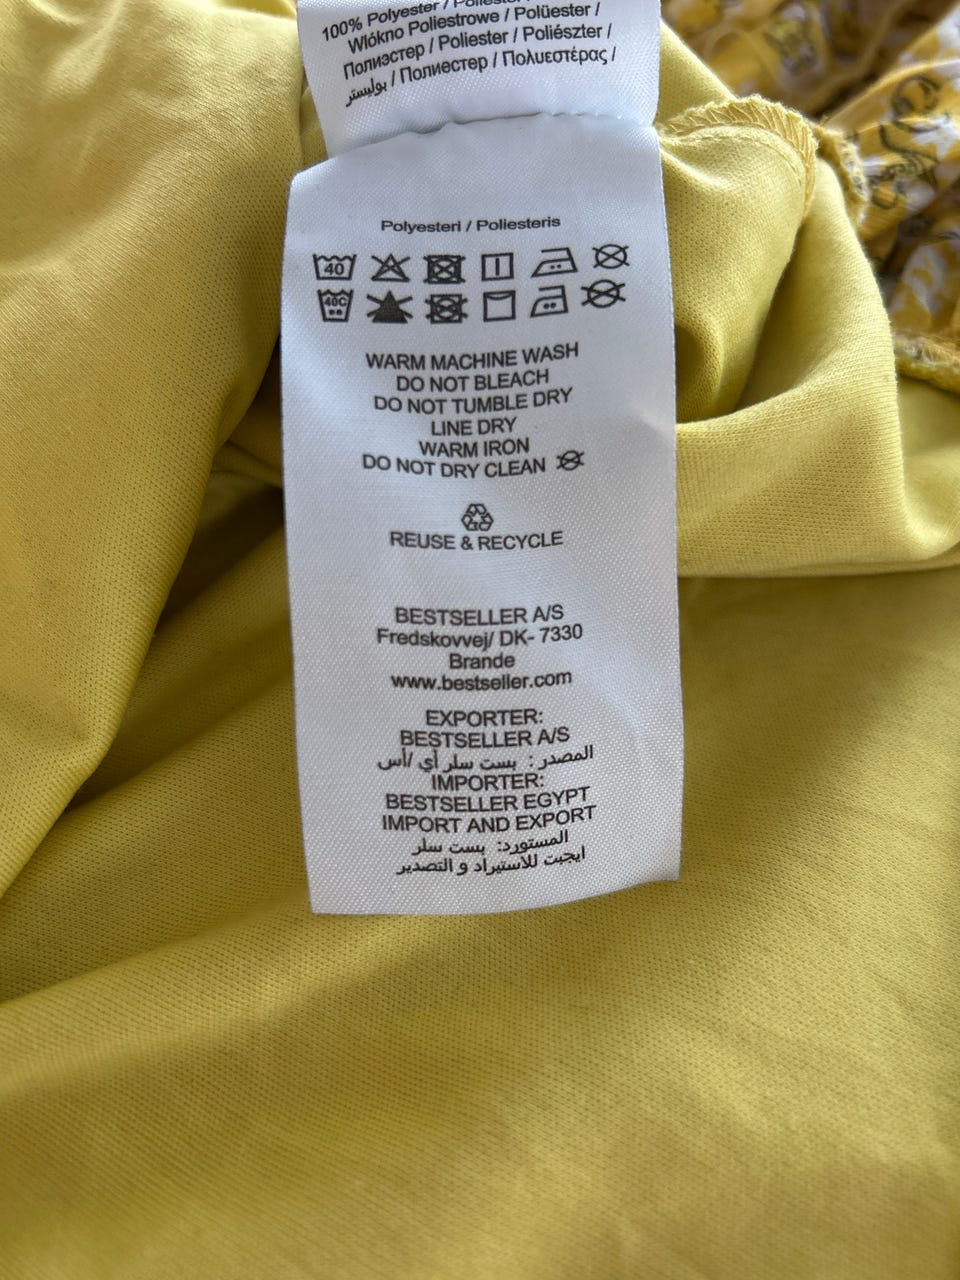 100% Polyester / Poliester
Włókno Poliestrowe / Polüester /
Полиэстер / Poliester / Poliészter /
بوليستر / Полиестер / Πολυεστέρας /
Polyesteri / Poliesteris
40
40C
WARM MACHINE WASH
DO NOT BLEACH
DO NOT TUMBLE DRY
LINE DRY
WARM IRON
DO NOT DRY CLEAN
REUSE & RECYCLE
BESTSELLER A/S
Fredskovvej/ DK- 7330
Brande
www.bestseller.com
EXPORTER:
BESTSELLER A/S
المصدر : بست سلر أي /أس
IMPORTER:
BESTSELLER EGYPT
IMPORT AND EXPORT
المستورد: بست سلر
ايجبت للاستيراد و التصدير